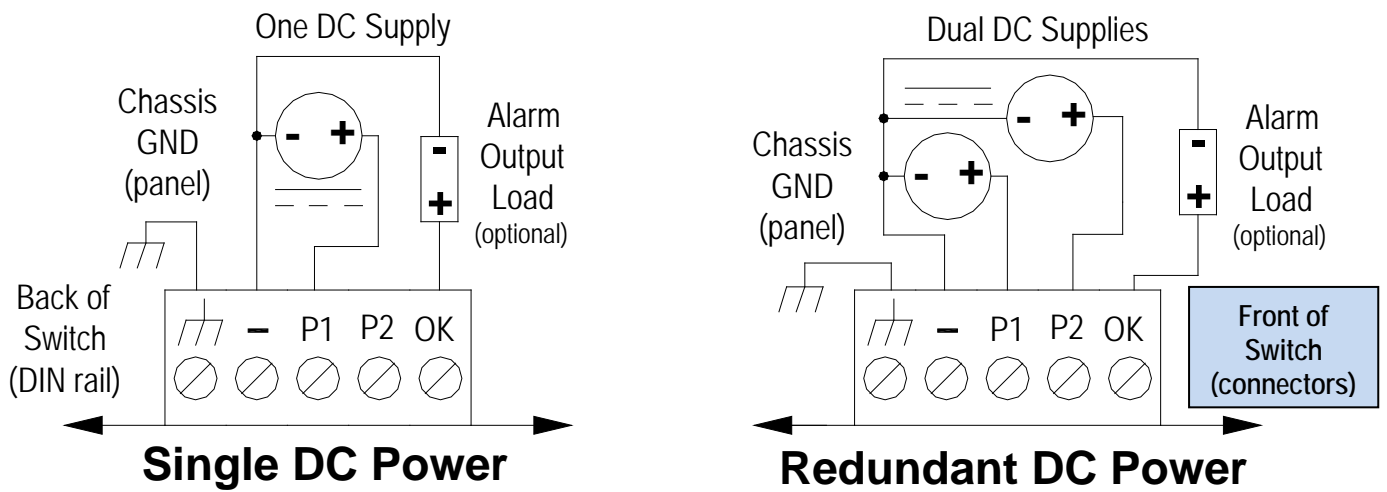 One DC Supply
Chassis
GND
(panel)
- +
-
+
Alarm
Output
Load
(optional)
Back of
Switch
(DIN rail)
– P1 P2 OK
Single DC Power
Dual DC Supplies
Chassis
GND
(panel)
- +
- +
-
+
Alarm
Output
Load
(optional)
– P1 P2 OK
Front of
Switch
(connectors)
Redundant DC Power